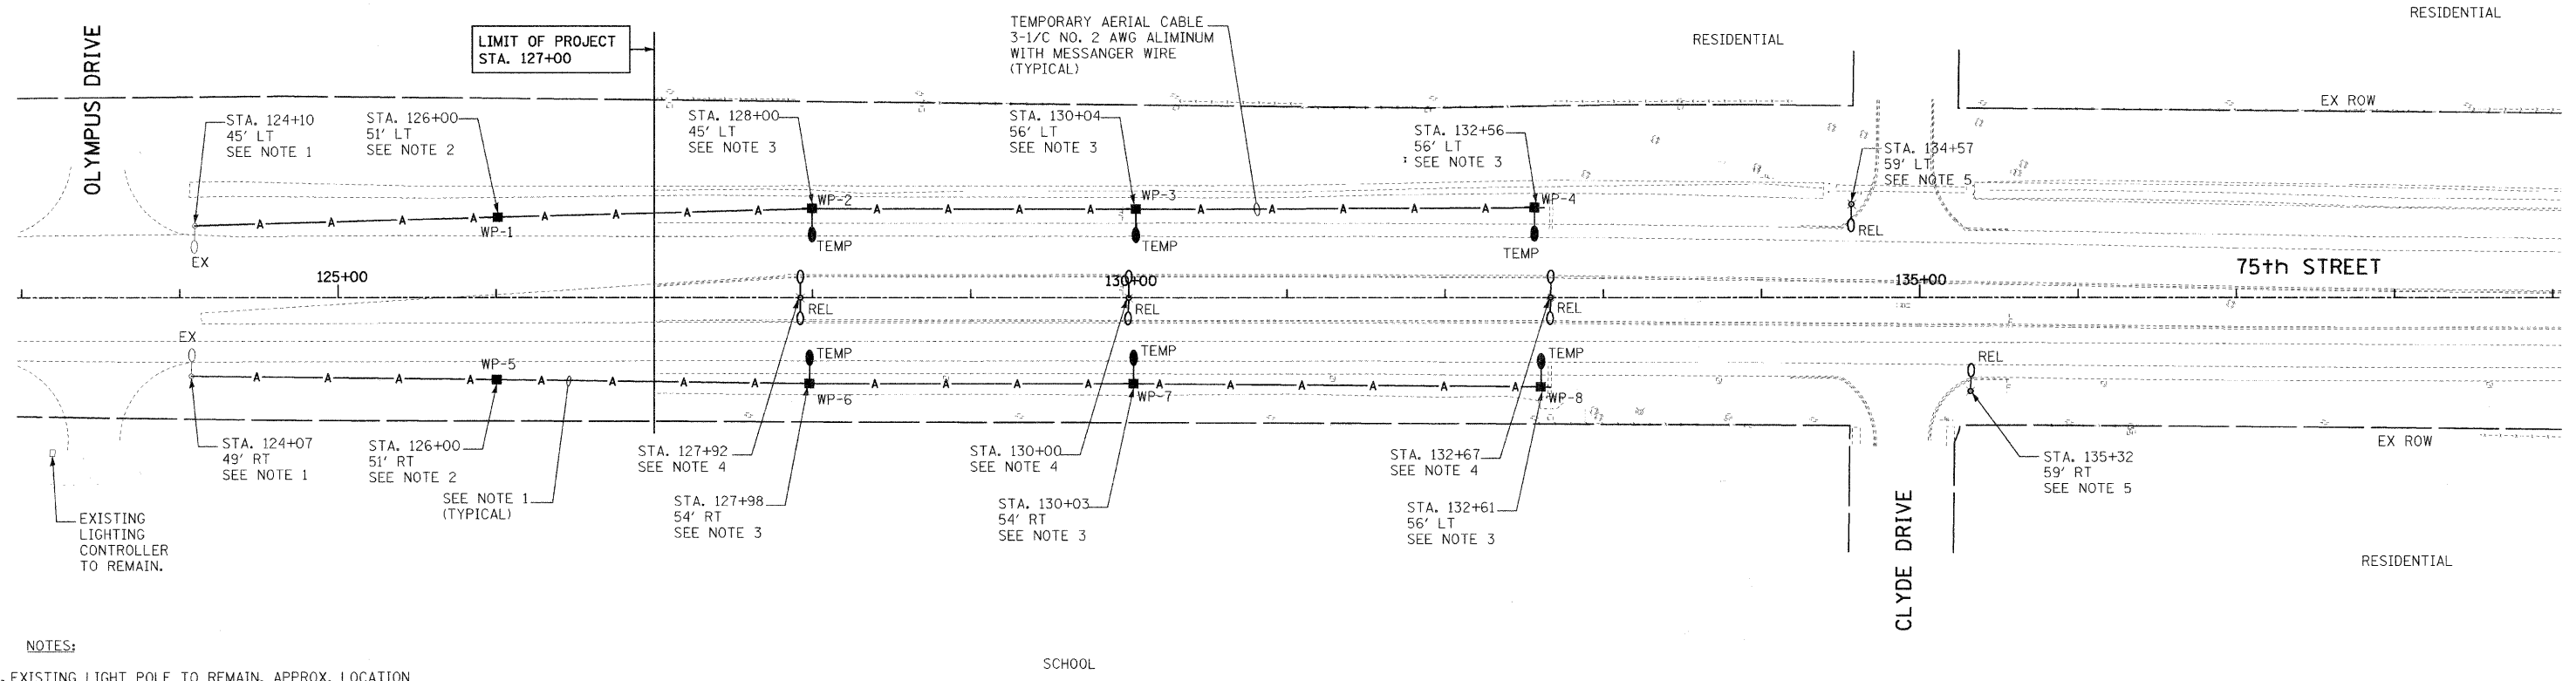 RESIDENTIAL
TEMPORARY AERIAL CABLE
3-1/C NO. 2 AWG ALIMINUM
WITH MESSANGER WIRE
(TYPICAL)
RESIDENTIAL
OLYMPUS DRIVE
LIMIT OF PROJECT
STA. 127+00
EX ROW
STA. 124+10
45' LT
SEE NOTE 1
STA. 126+00
51' LT
SEE NOTE 2
STA. 128+00
45' LT
SEE NOTE 3
STA. 130+04
56' LT
SEE NOTE 3
STA. 132+56
56' LT
SEE NOTE 3
STA. 134+57
59' LT
SEE NOTE 5
A A A A WP-1 A A A A WP-2 A A A A WP-3 A A A A A WP-4
EX
TEMP
TEMP
TEMP
REL
125+00
130+00
135+00
75th STREET
REL
REL
REL
EX
TEMP
TEMP
TEMP
REL
A A A A WP-5 A A A A WP-6 A A A A WP-7 A A A A A A WP-8
STA. 124+07
49' RT
SEE NOTE 1
STA. 126+00
51' RT
SEE NOTE 2
SEE NOTE 1
(TYPICAL)
STA. 127+92
SEE NOTE 4
STA. 127+98
54' RT
SEE NOTE 3
STA. 130+00
SEE NOTE 4
STA. 130+03
54' RT
SEE NOTE 3
STA. 132+67
SEE NOTE 4
STA. 132+61
56' LT
SEE NOTE 3
STA. 135+32
59' RT
SEE NOTE 5
EX ROW
EXISTING
LIGHTING
CONTROLLER
TO REMAIN.
CLYDE DRIVE
RESIDENTIAL
NOTES:
SCHOOL
EXISTING LIGHT POLE TO REMAIN. APPROX. LOCATION